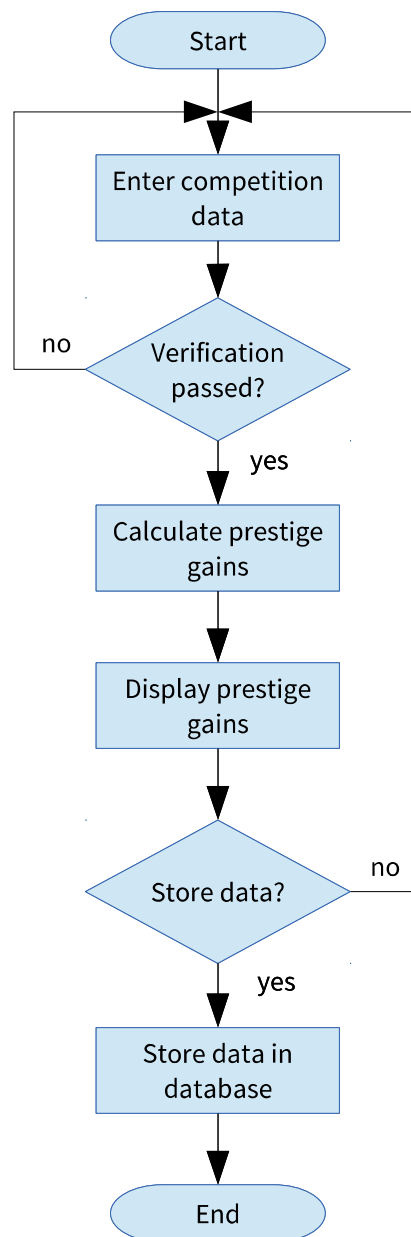 Start
Enter competition
data
no
Verification
passed?
yes
Calculate prestige
gains
Display prestige
gains
no
Store data?
yes
Store data in
database
End